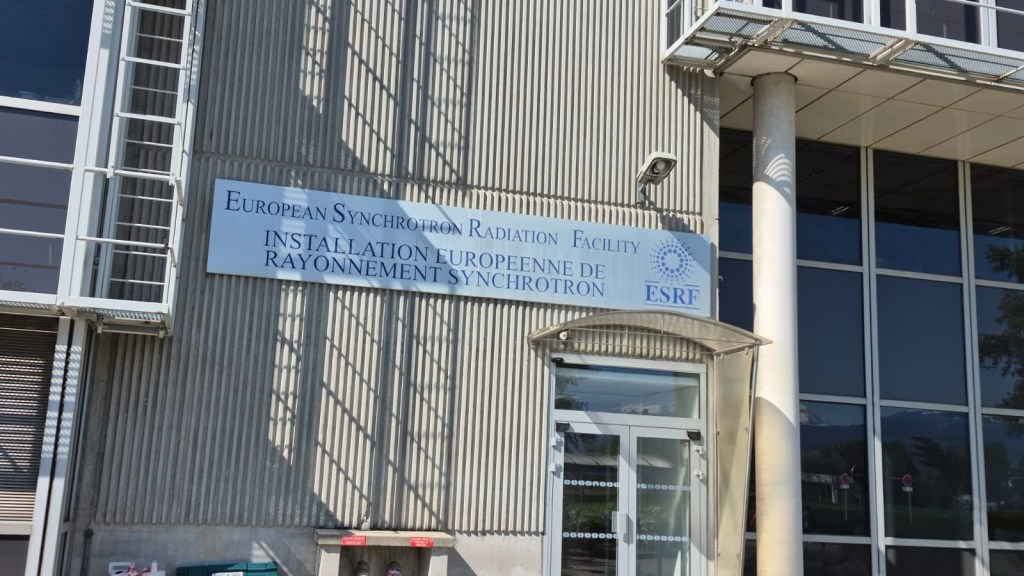 European Synchrotron Radiation Facility
INSTALLATION EUROPEENNE DE
RAYONNEMENT SYNCHROTRON
ESRF